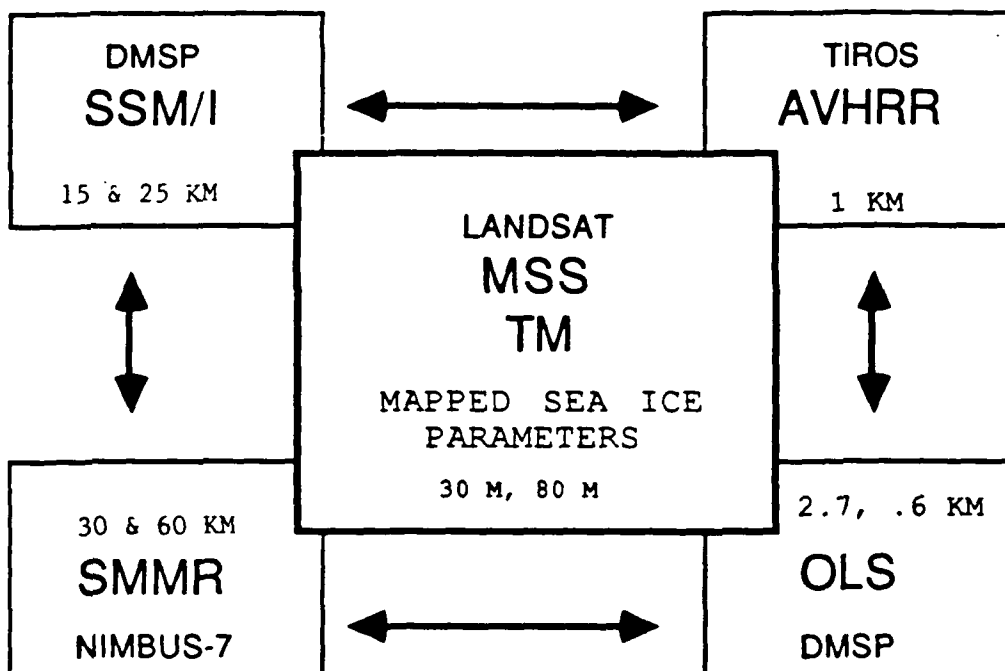 DMSP
SSM/I
15 & 25 KM
TIROS
AVHRR
1 KM
LANDSAT
MSS
TM
MAPPED SEA ICE
PARAMETERS
30 M, 80 M
30 & 60 KM
SMMR
NIMBUS-7
2.7, .6 KM
OLS
DMSP